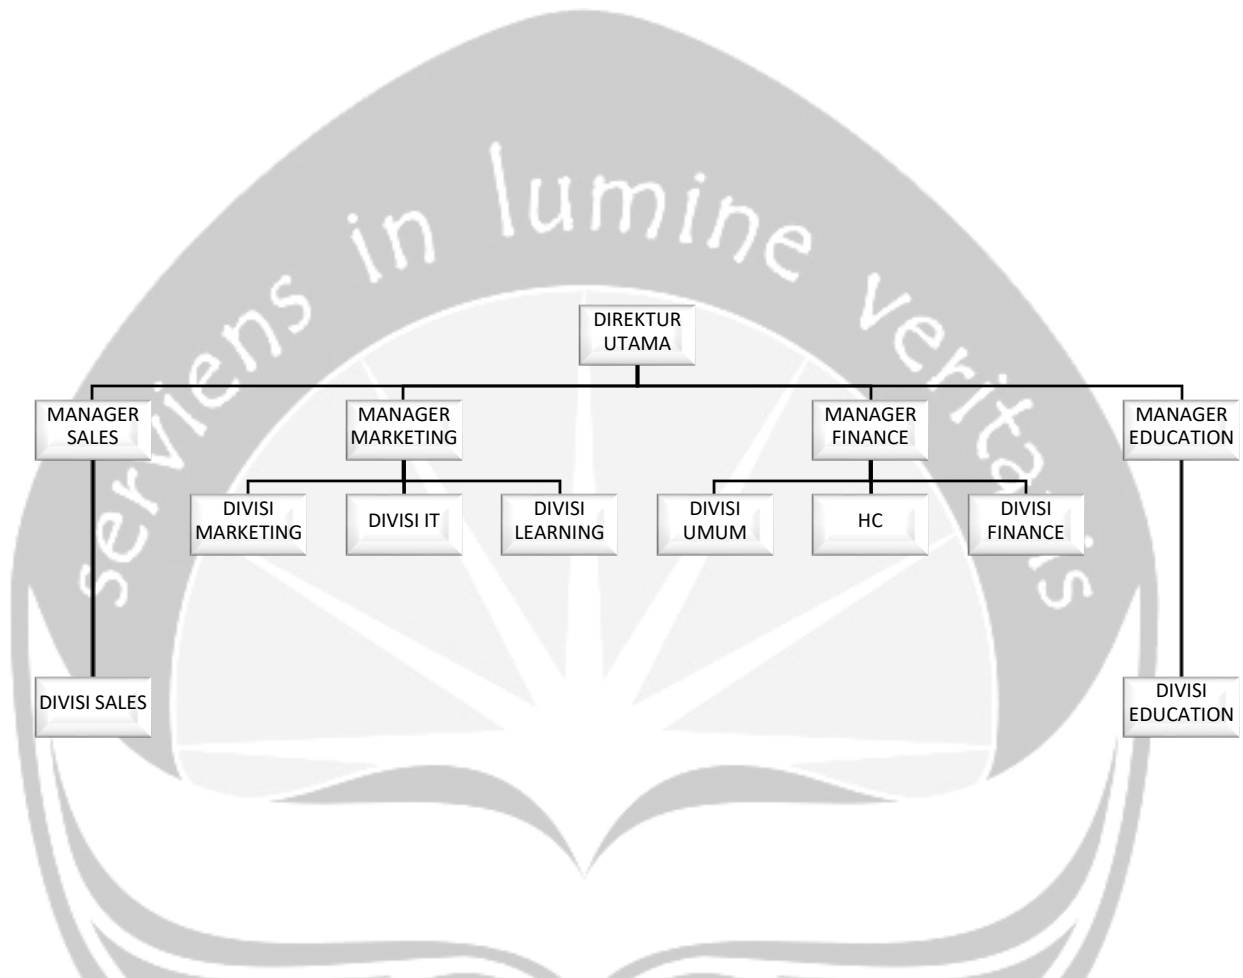 serviens in lumine veritatis
DIREKTUR
UTAMA
MANAGER
SALES
MANAGER
MARKETING
MANAGER
FINANCE
MANAGER
EDUCATION
DIVISI
MARKETING
DIVISI IT
DIVISI
LEARNING
DIVISI
UMUM
HC
DIVISI
FINANCE
DIVISI SALES
DIVISI
EDUCATION